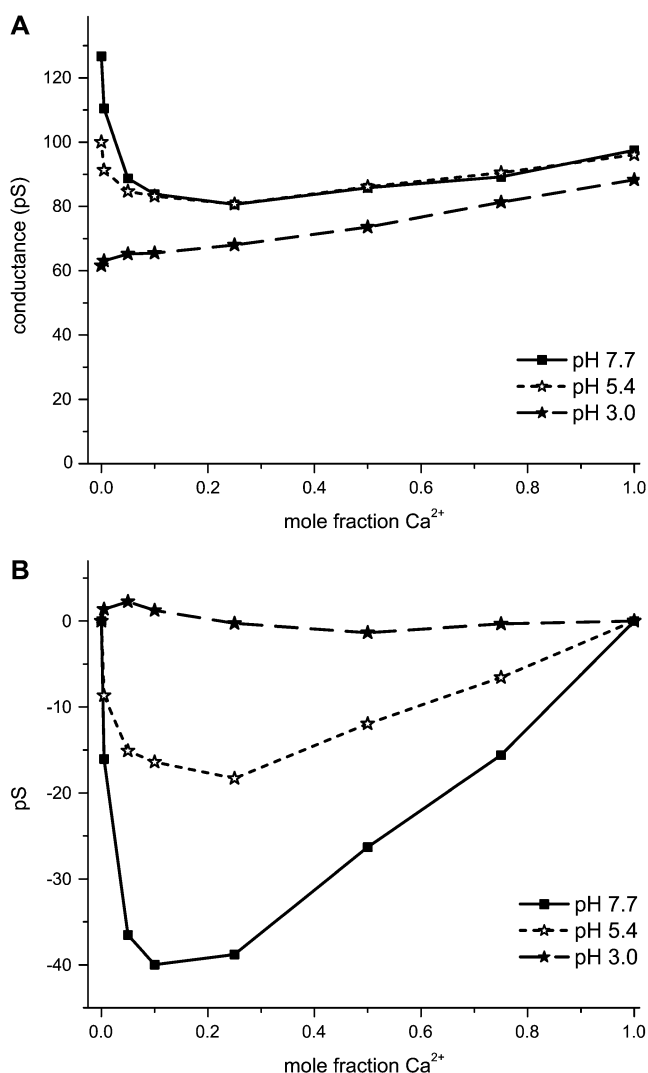 A
conductance (pS)
120
100
80
60
40
20
0
pH 7.7
pH 5.4
pH 3.0
0.0 0.2 0.4 0.6 0.8 1.0
mole fraction Ca²⁺
B
pS
0
-10
-20
-30
-40
pH 7.7
pH 5.4
pH 3.0
0.0 0.2 0.4 0.6 0.8 1.0
mole fraction Ca²⁺